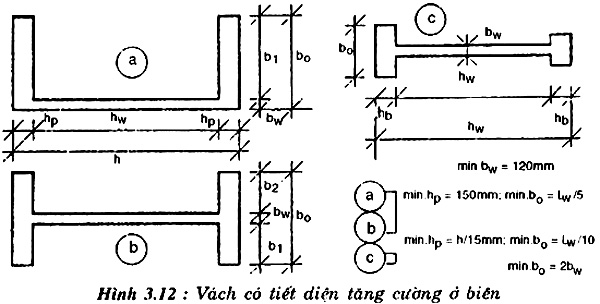 a
b1
bo
hp
hw
hp
bw
h
b2
bw
bo
b1
b
c
bo
bw
hw
hb
hw
hb
min bw = 120mm
a
b
c
min.hp = 150mm; min.bo = Lw/5
min.hp = h/15mm; min.bo = Lw/10
min.bo = 2bw
Hình 3.12 : Vách có tiết diện tăng cường ở biên